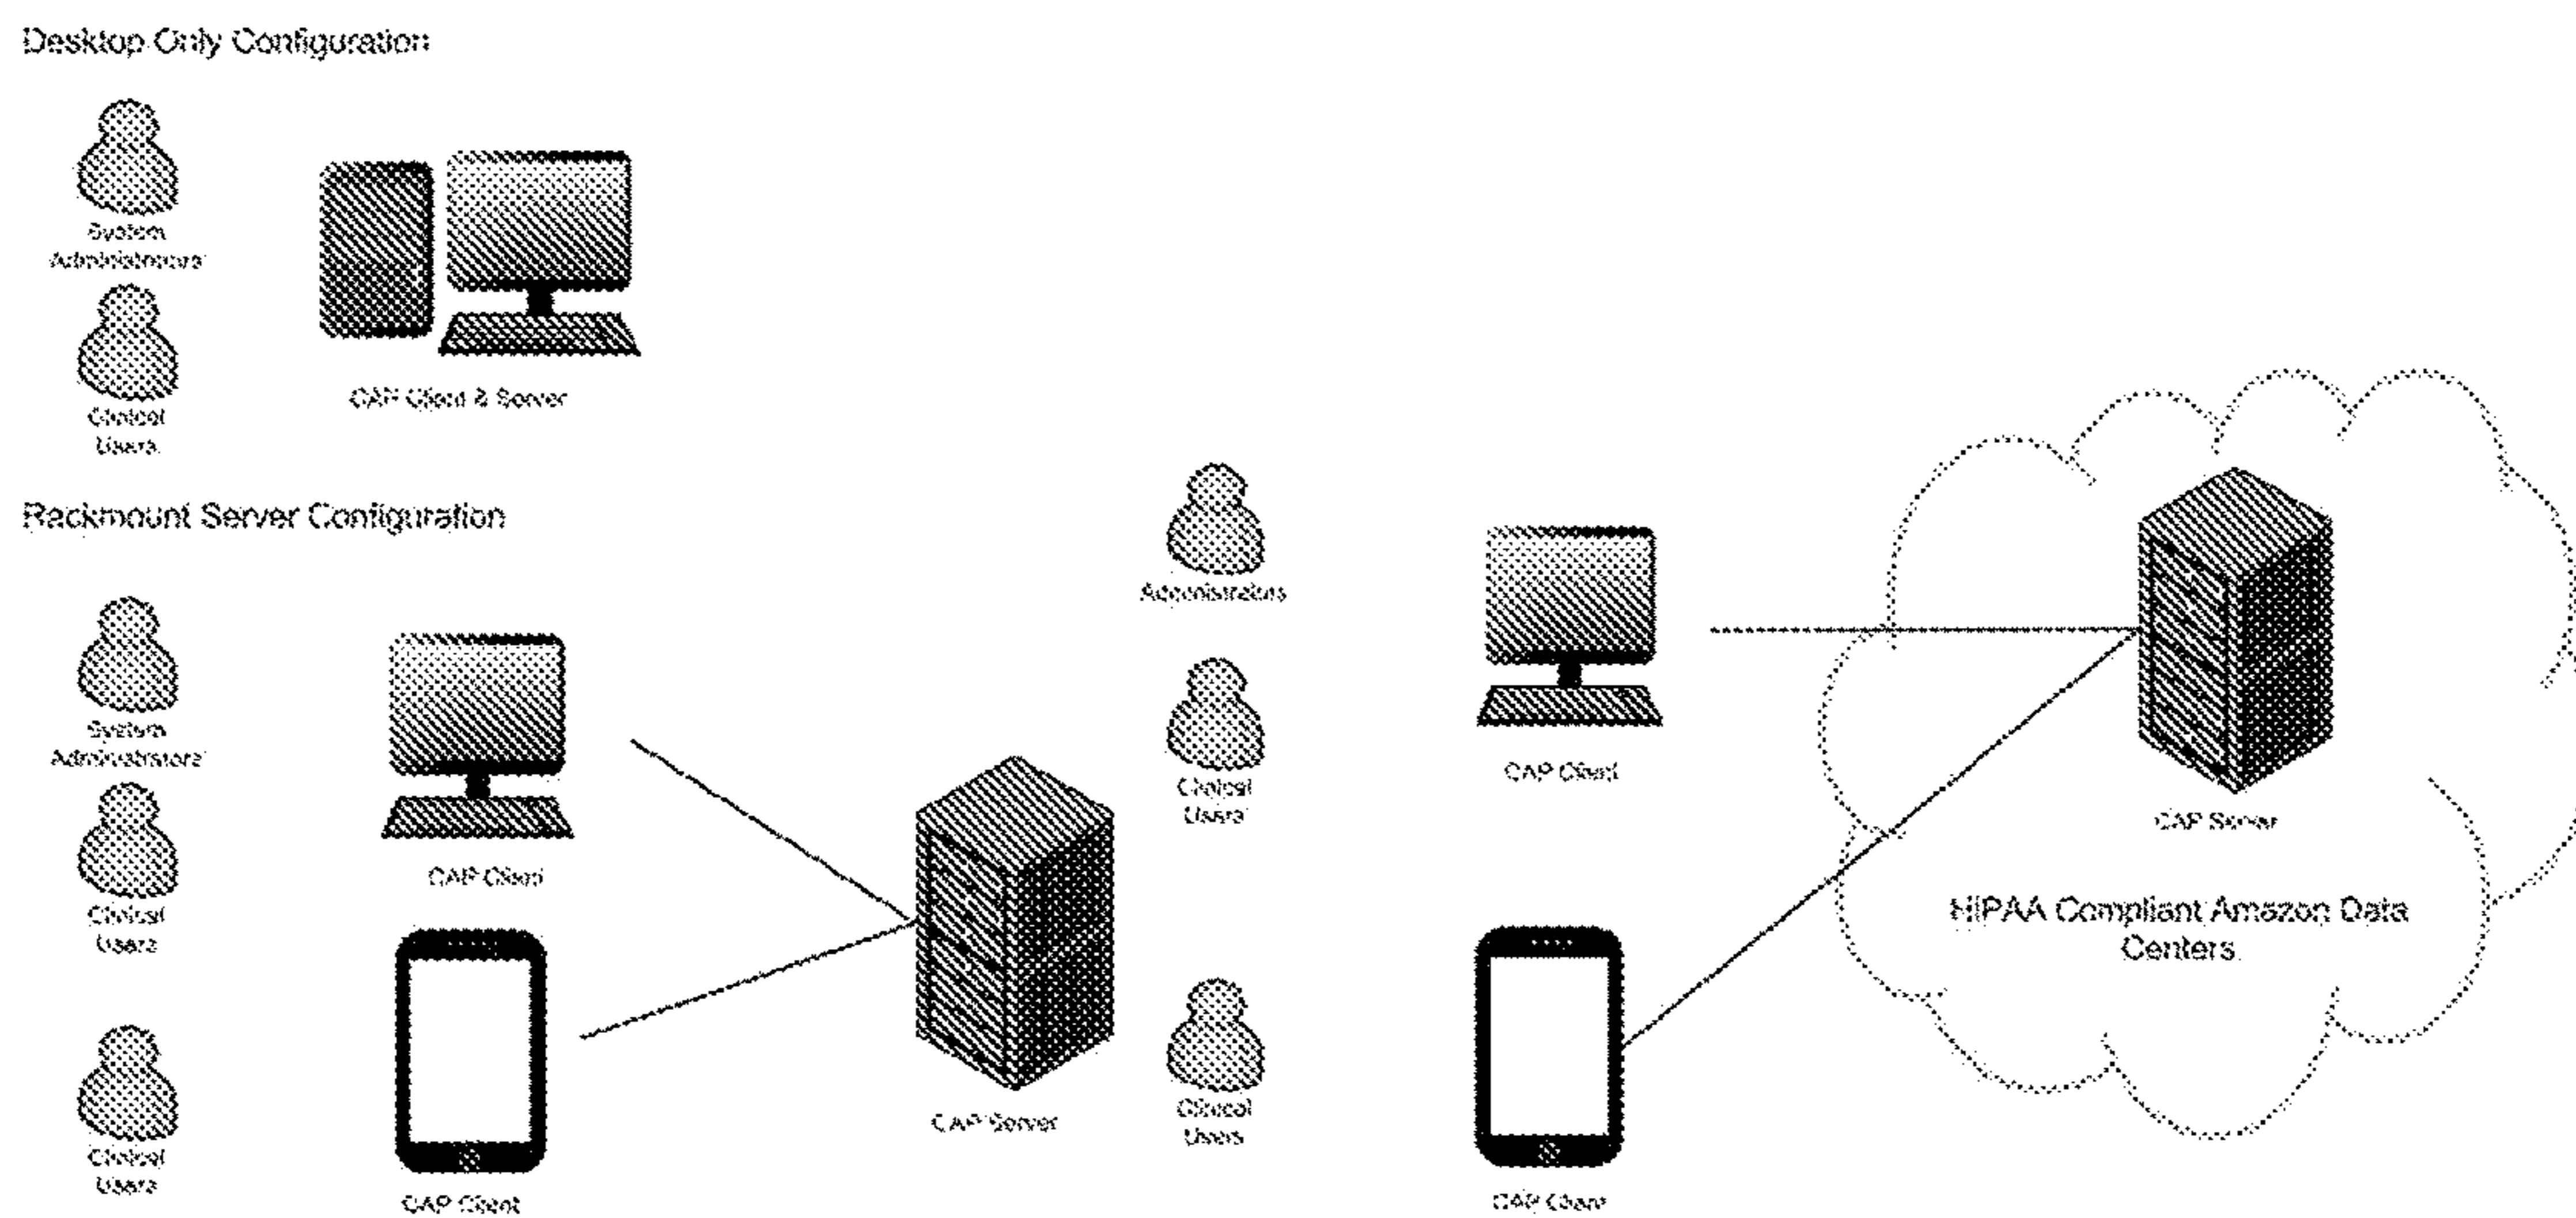 Desktop Only Configuration
System
Administrators
Clinical
Users
CAP Client & Server
Rackmount Server Configuration
System
Administrators
Clinical
Users
Clinical
Users
CAP Client
CAP Client
CAP Server
Administrators
Clinical
Users
Clinical
Users
CAP Client
CAP Client
CAP Server
HIPAA Compliant Amazon Data
Centers